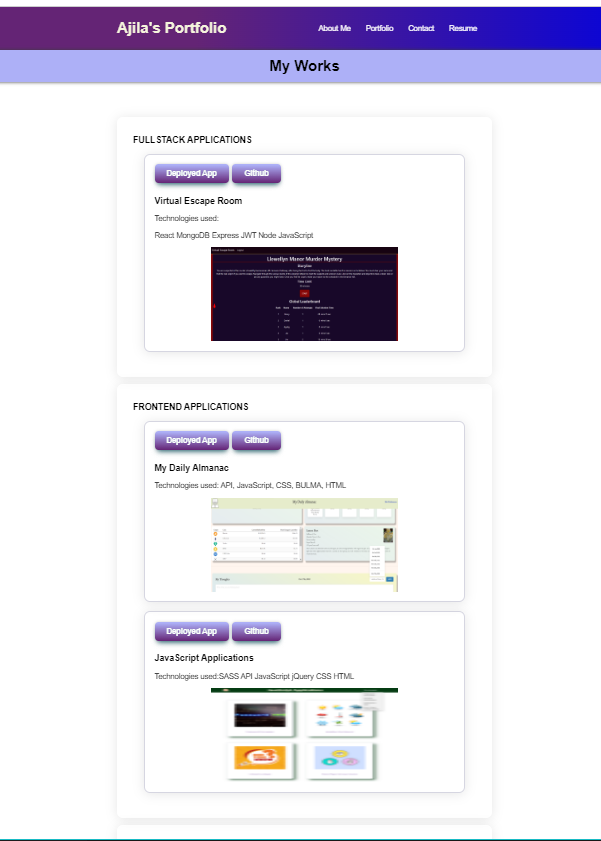 Ajila's Portfolio
About Me Portfolio Contact Resume
My Works
FULL STACK APPLICATIONS
Deployed App Github
Virtual Escape Room
Technologies used:
React MongoDB Express JWT Node JavaScript
Llewellyn Manor Murder Mystery
Global Leaderboard
FRONTEND APPLICATIONS
Deployed App Github
My Daily Almanac
Technologies used: API, JavaScript, CSS, BULMA, HTML
My Daily Almanac
Deployed App Github
JavaScript Applications
Technologies used:SASS API JavaScript jQuery CSS HTML